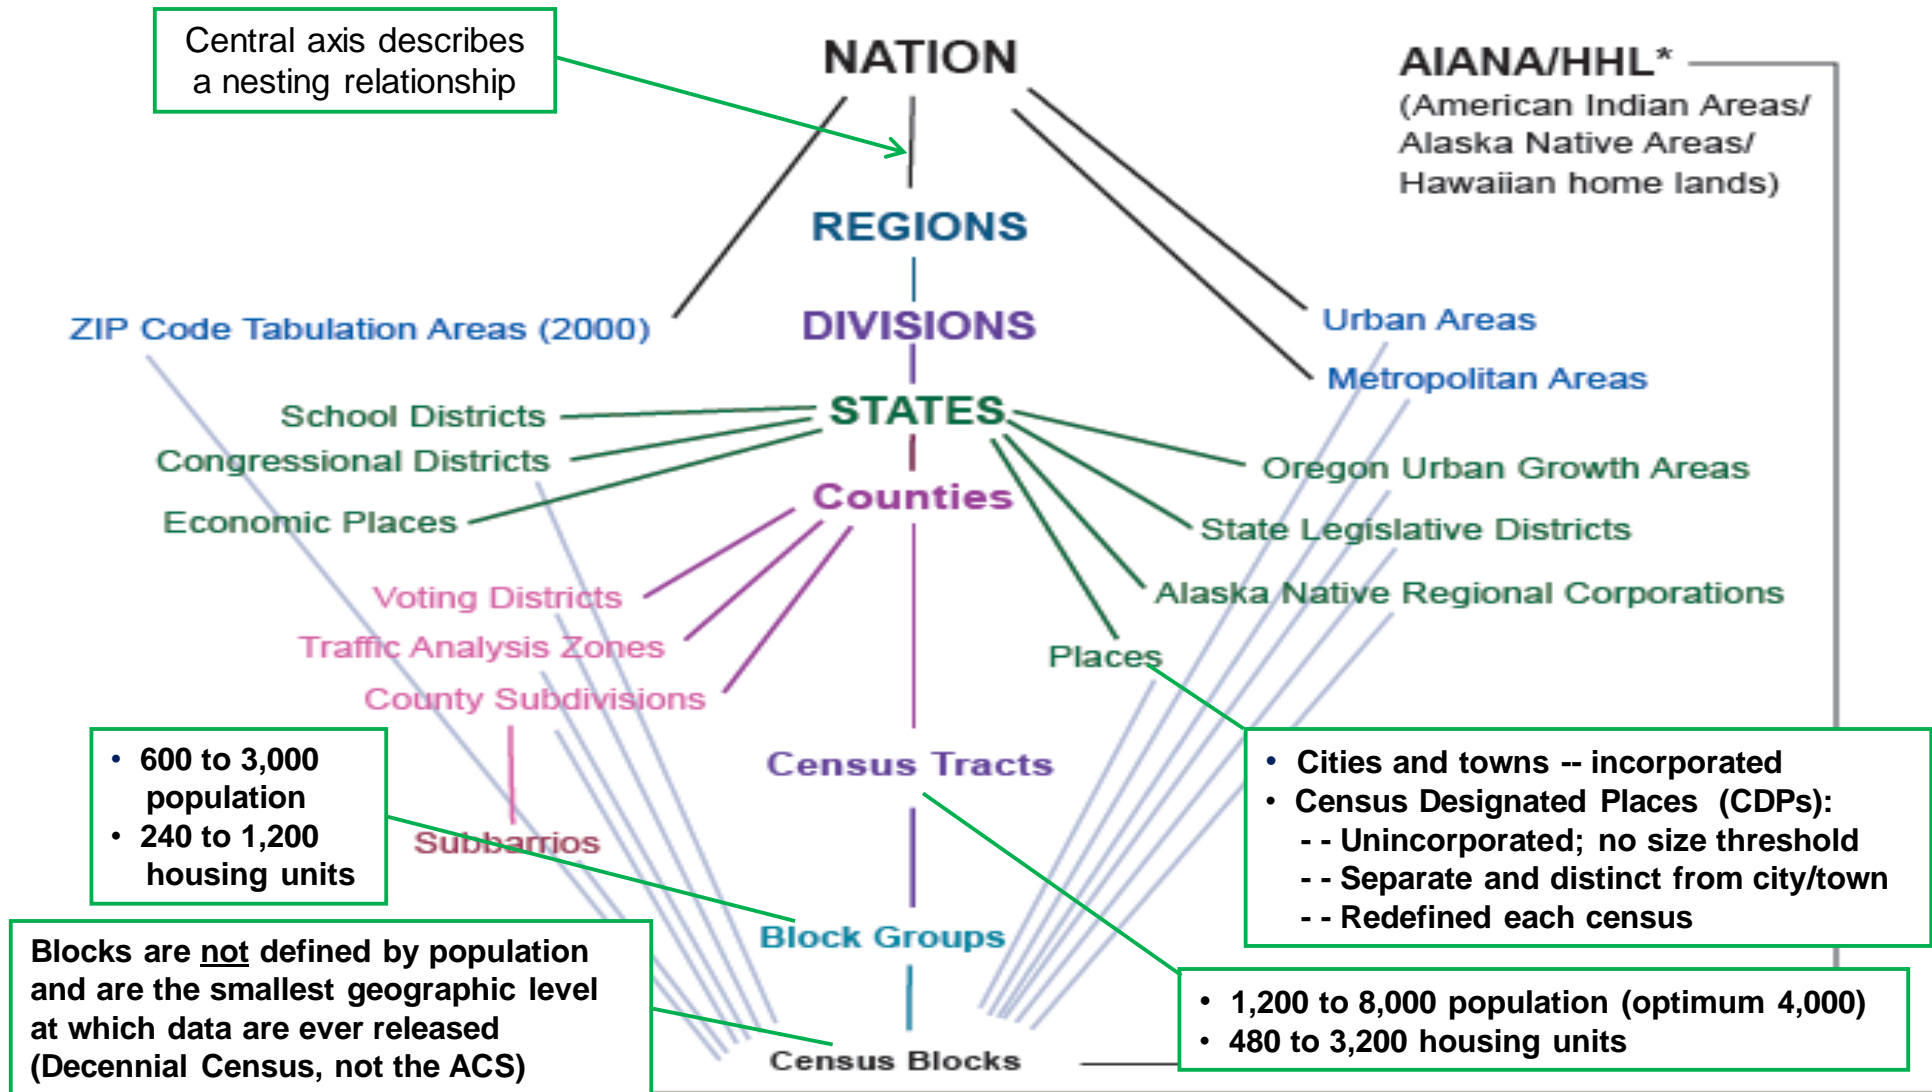 Central axis describes
a nesting relationship
NATION
AIANA/HHL*
(American Indian Areas/
Alaska Native Areas/
Hawaiian home lands)
REGIONS
ZIP Code Tabulation Areas (2000)
DIVISIONS
Urban Areas
Metropolitan Areas
School Districts
STATES
Congressional Districts
Oregon Urban Growth Areas
Economic Places
Counties
State Legislative Districts
Voting Districts
Alaska Native Regional Corporations
Traffic Analysis Zones
Places
County Subdivisions
• 600 to 3,000
population
• 240 to 1,200
housing units
Census Tracts
• Cities and towns -- incorporated
• Census Designated Places (CDPs):
- - Unincorporated; no size threshold
- - Separate and distinct from city/town
- - Redefined each census
Subbarrios
Block Groups
Blocks are not defined by population
and are the smallest geographic level
at which data are ever released
(Decennial Census, not the ACS)
• 1,200 to 8,000 population (optimum 4,000)
• 480 to 3,200 housing units
Census Blocks